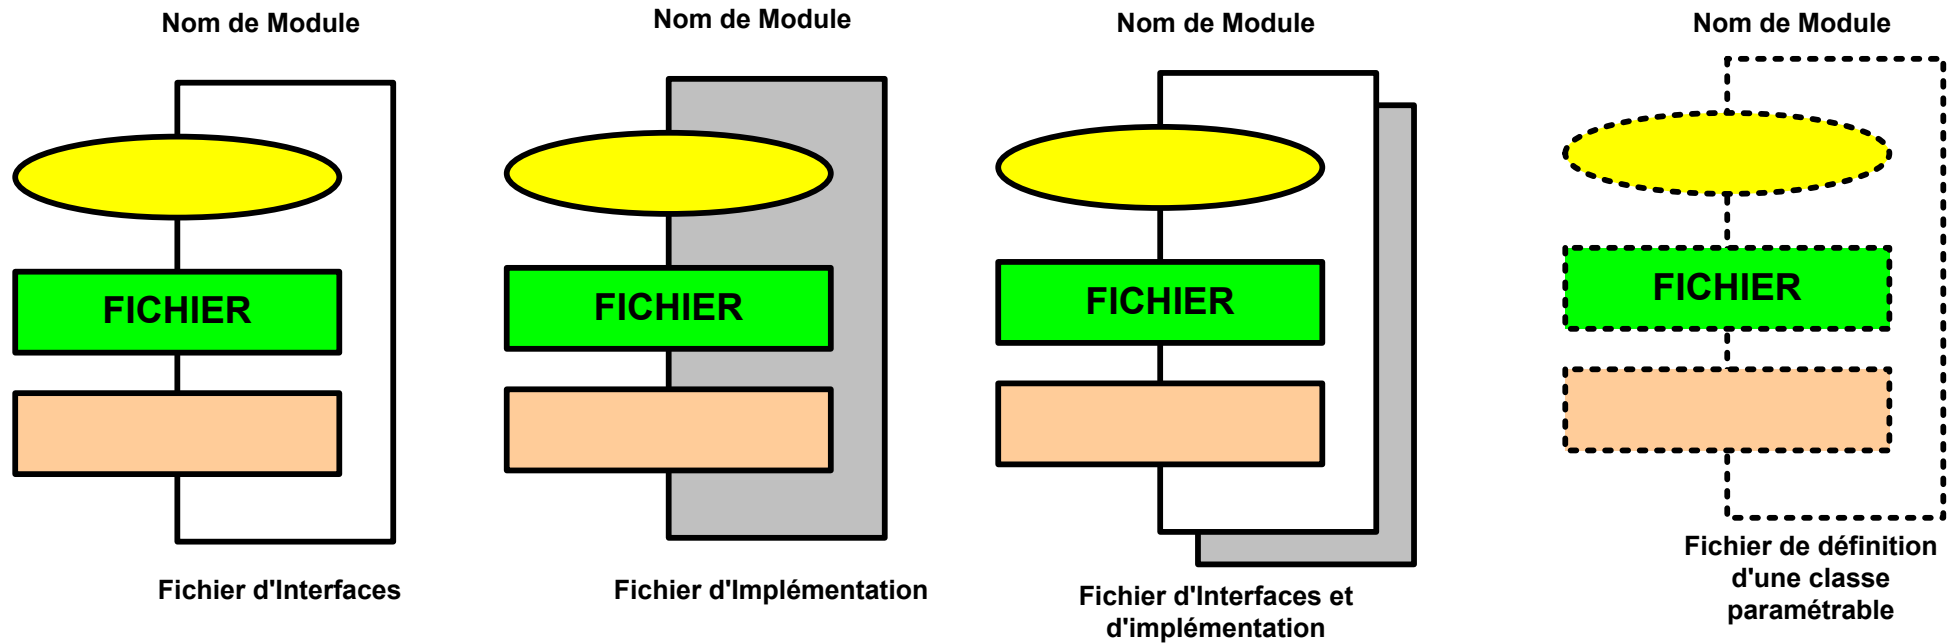 Nom de Module
Nom de Module
Nom de Module
Nom de Module
FICHIER
FICHIER
FICHIER
FICHIER
Fichier d'Interfaces
Fichier d'Implémentation
Fichier d'Interfaces et
d'implémentation
Fichier de définition
d'une classe
paramétrable